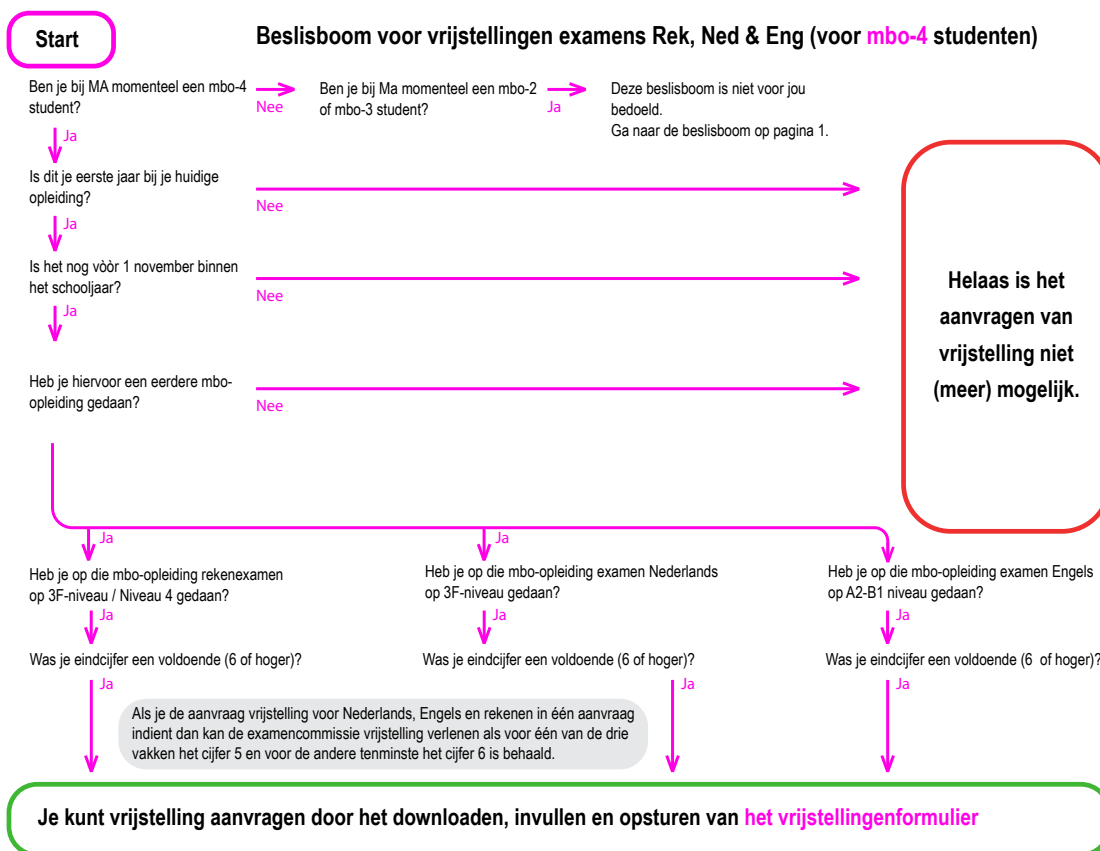 Start
Beslisboom voor vrijstellingen examens Rek, Ned & Eng (voor mbo-4 studenten)
Ben je bij MA momenteel een mbo-4
student?
Nee
Ben je bij Ma momenteel een mbo-2
of mbo-3 student?
Ja
Deze beslisboom is niet voor jou
bedoeld.
Ga naar de beslisboom op pagina 1.
Ja
Is dit je eerste jaar bij je huidige
opleiding?
Nee
Ja
Is het nog vòòr 1 november binnen
het schooljaar?
Nee
Ja
Heb je hiervoor een eerdere mbo-
opleiding gedaan?
Nee
Helaas is het
aanvragen van
vrijstelling niet
(meer) mogelijk.
Ja
Heb je op die mbo-opleiding rekenexamen
op 3F-niveau / Niveau 4 gedaan?
Ja
Was je eindcijfer een voldoende (6 of hoger)?
Ja
Ja
Heb je op die mbo-opleiding examen Nederlands
op 3F-niveau gedaan?
Ja
Was je eindcijfer een voldoende (6 of hoger)?
Ja
Ja
Heb je op die mbo-opleiding examen Engels
op A2-B1 niveau gedaan?
Ja
Was je eindcijfer een voldoende (6 of hoger)?
Ja
Als je de aanvraag vrijstelling voor Nederlands, Engels en rekenen in één aanvraag
indient dan kan de examencommissie vrijstelling verlenen als voor één van de drie
vakken het cijfer 5 en voor de andere tenminste het cijfer 6 is behaald.
Je kunt vrijstelling aanvragen door het downloaden, invullen en opsturen van het vrijstellingenformulier